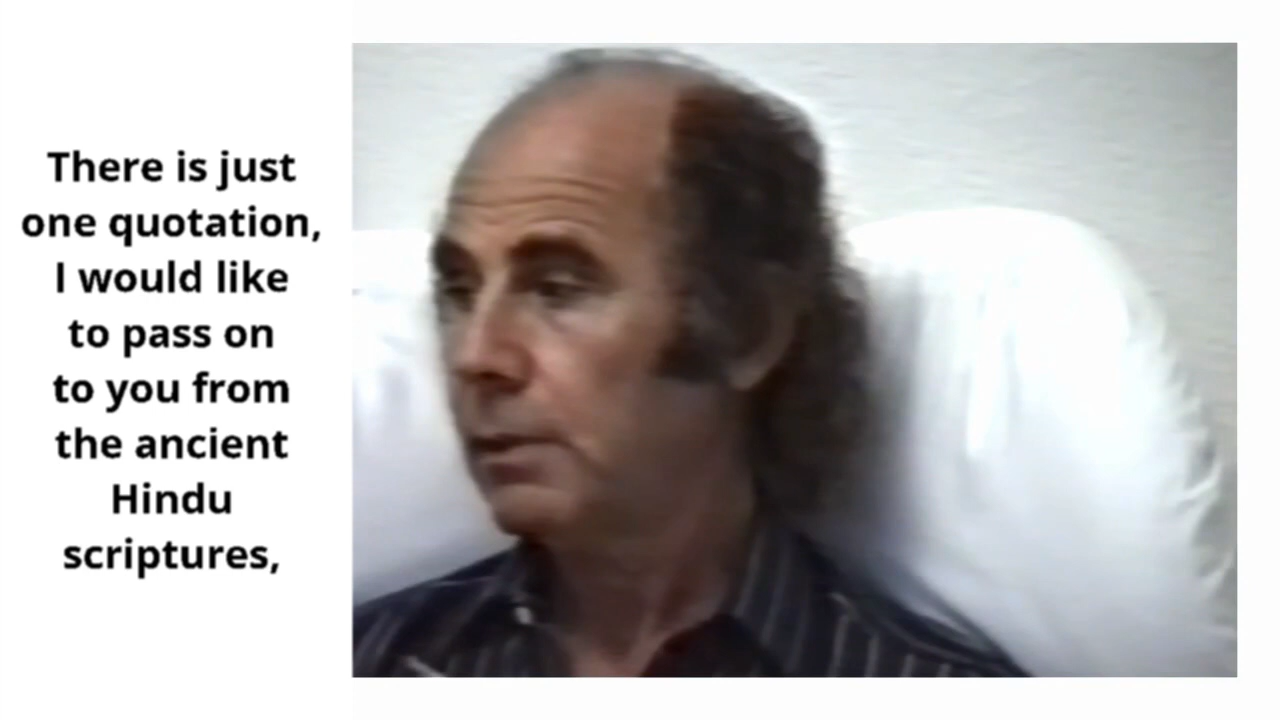 There is just
one quotation,
I would like
to pass on
to you from
the ancient
Hindu
scriptures,